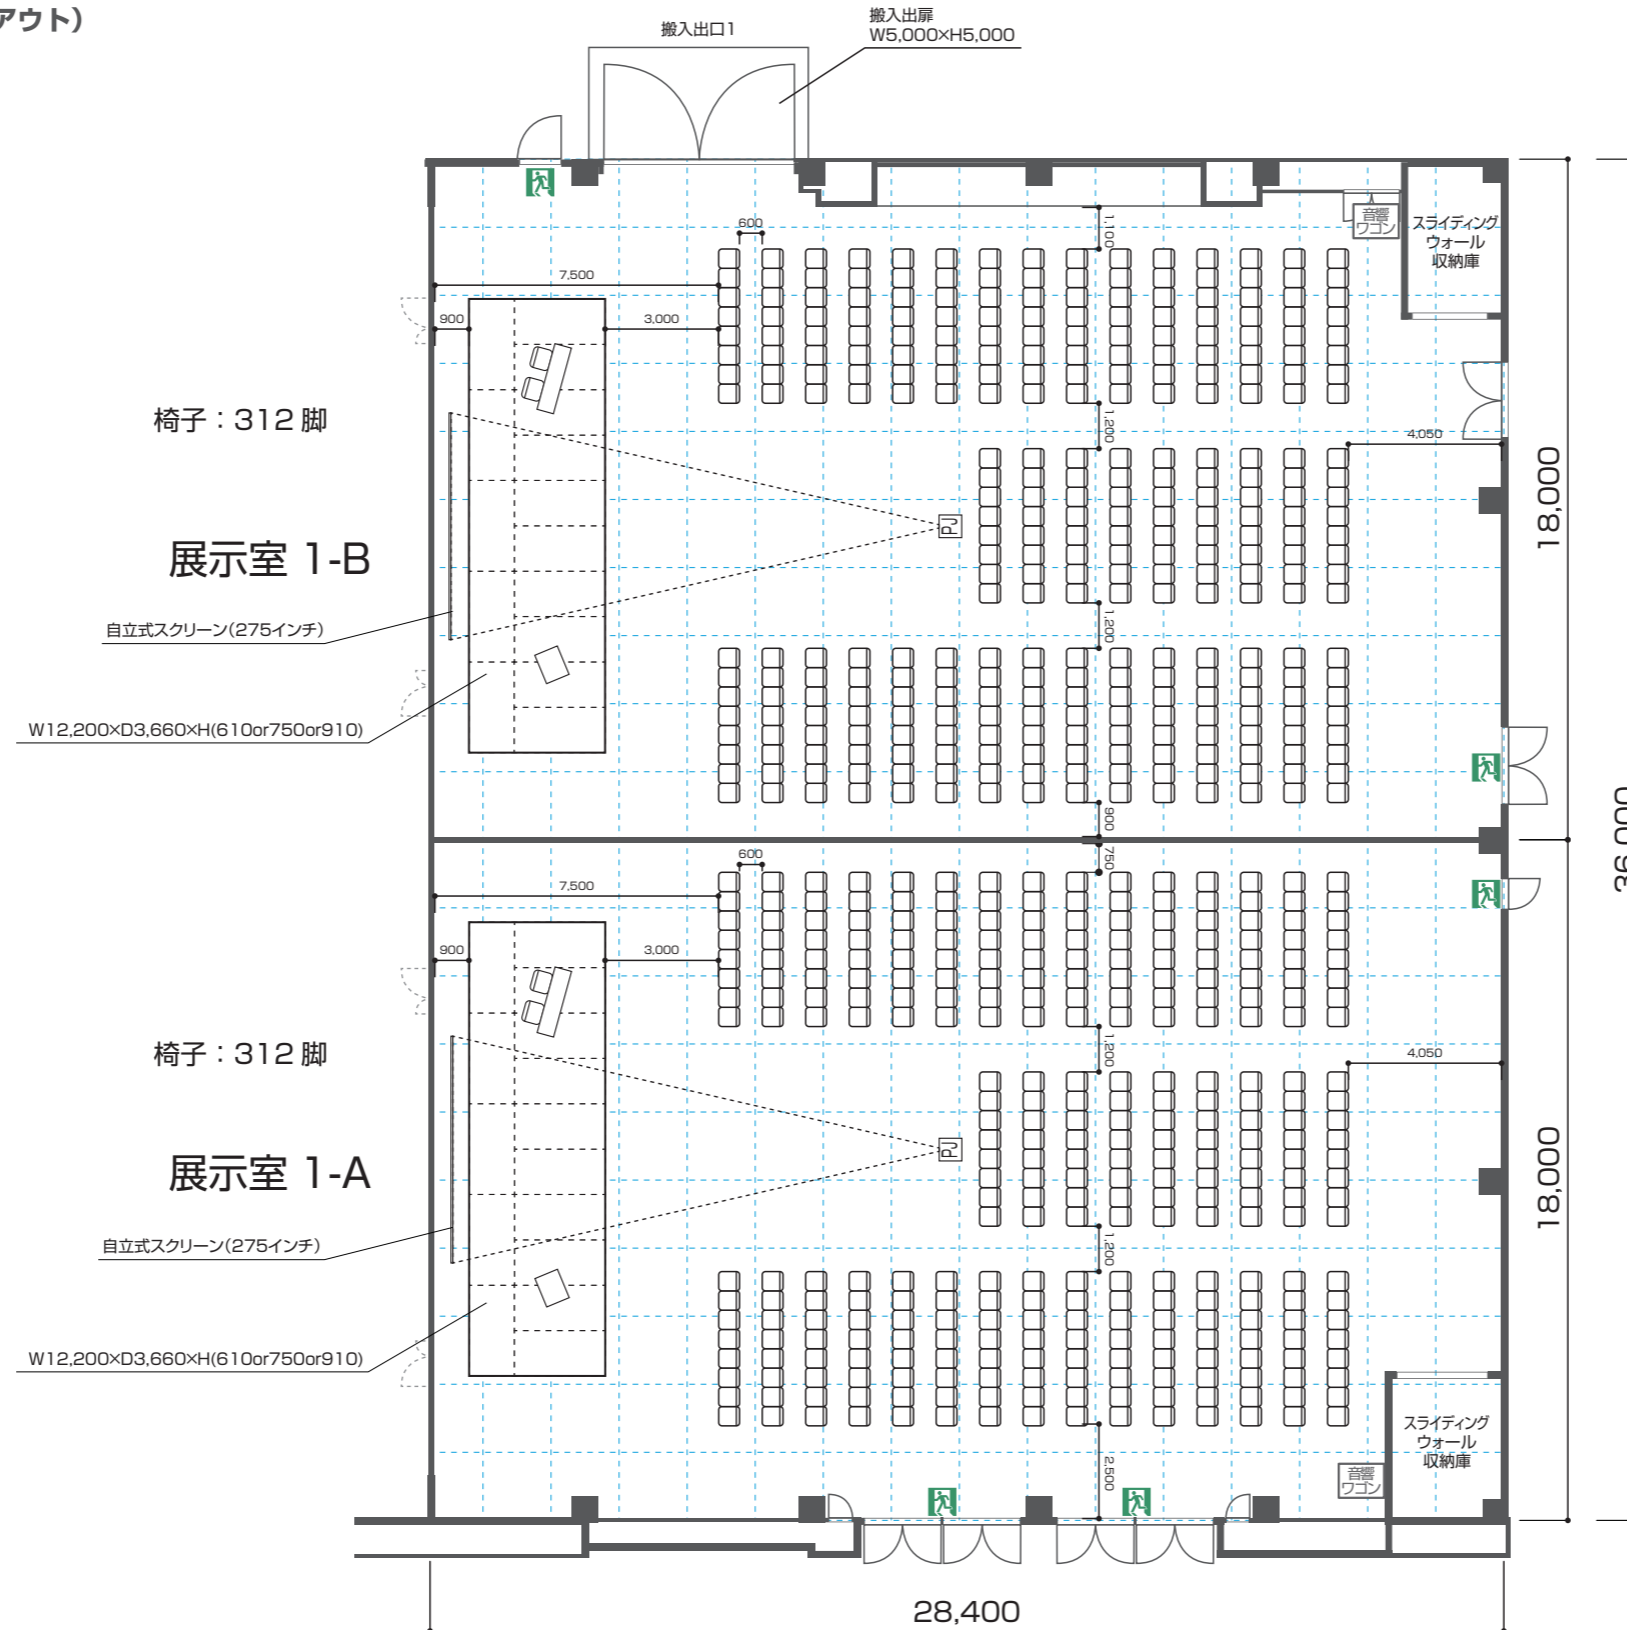 アウト)
搬入出口1
搬入出扉
W5,000×H5,000
音響
ワゴン
スライディング
ウォール
収納庫
600
1,100
7,500
900
3,000
椅子：312 脚
1,200
4,050
18,000
展示室 1-B
PJ
自立式スクリーン(275インチ)
1,200
W12,200×D3,660×H(610or750or910)
900
36,000
750
600
7,500
900
3,000
椅子：312 脚
1,200
4,050
18,000
展示室 1-A
PJ
自立式スクリーン(275インチ)
1,200
W12,200×D3,660×H(610or750or910)
スライディング
ウォール
収納庫
音響
ワゴン
2,500
28,400